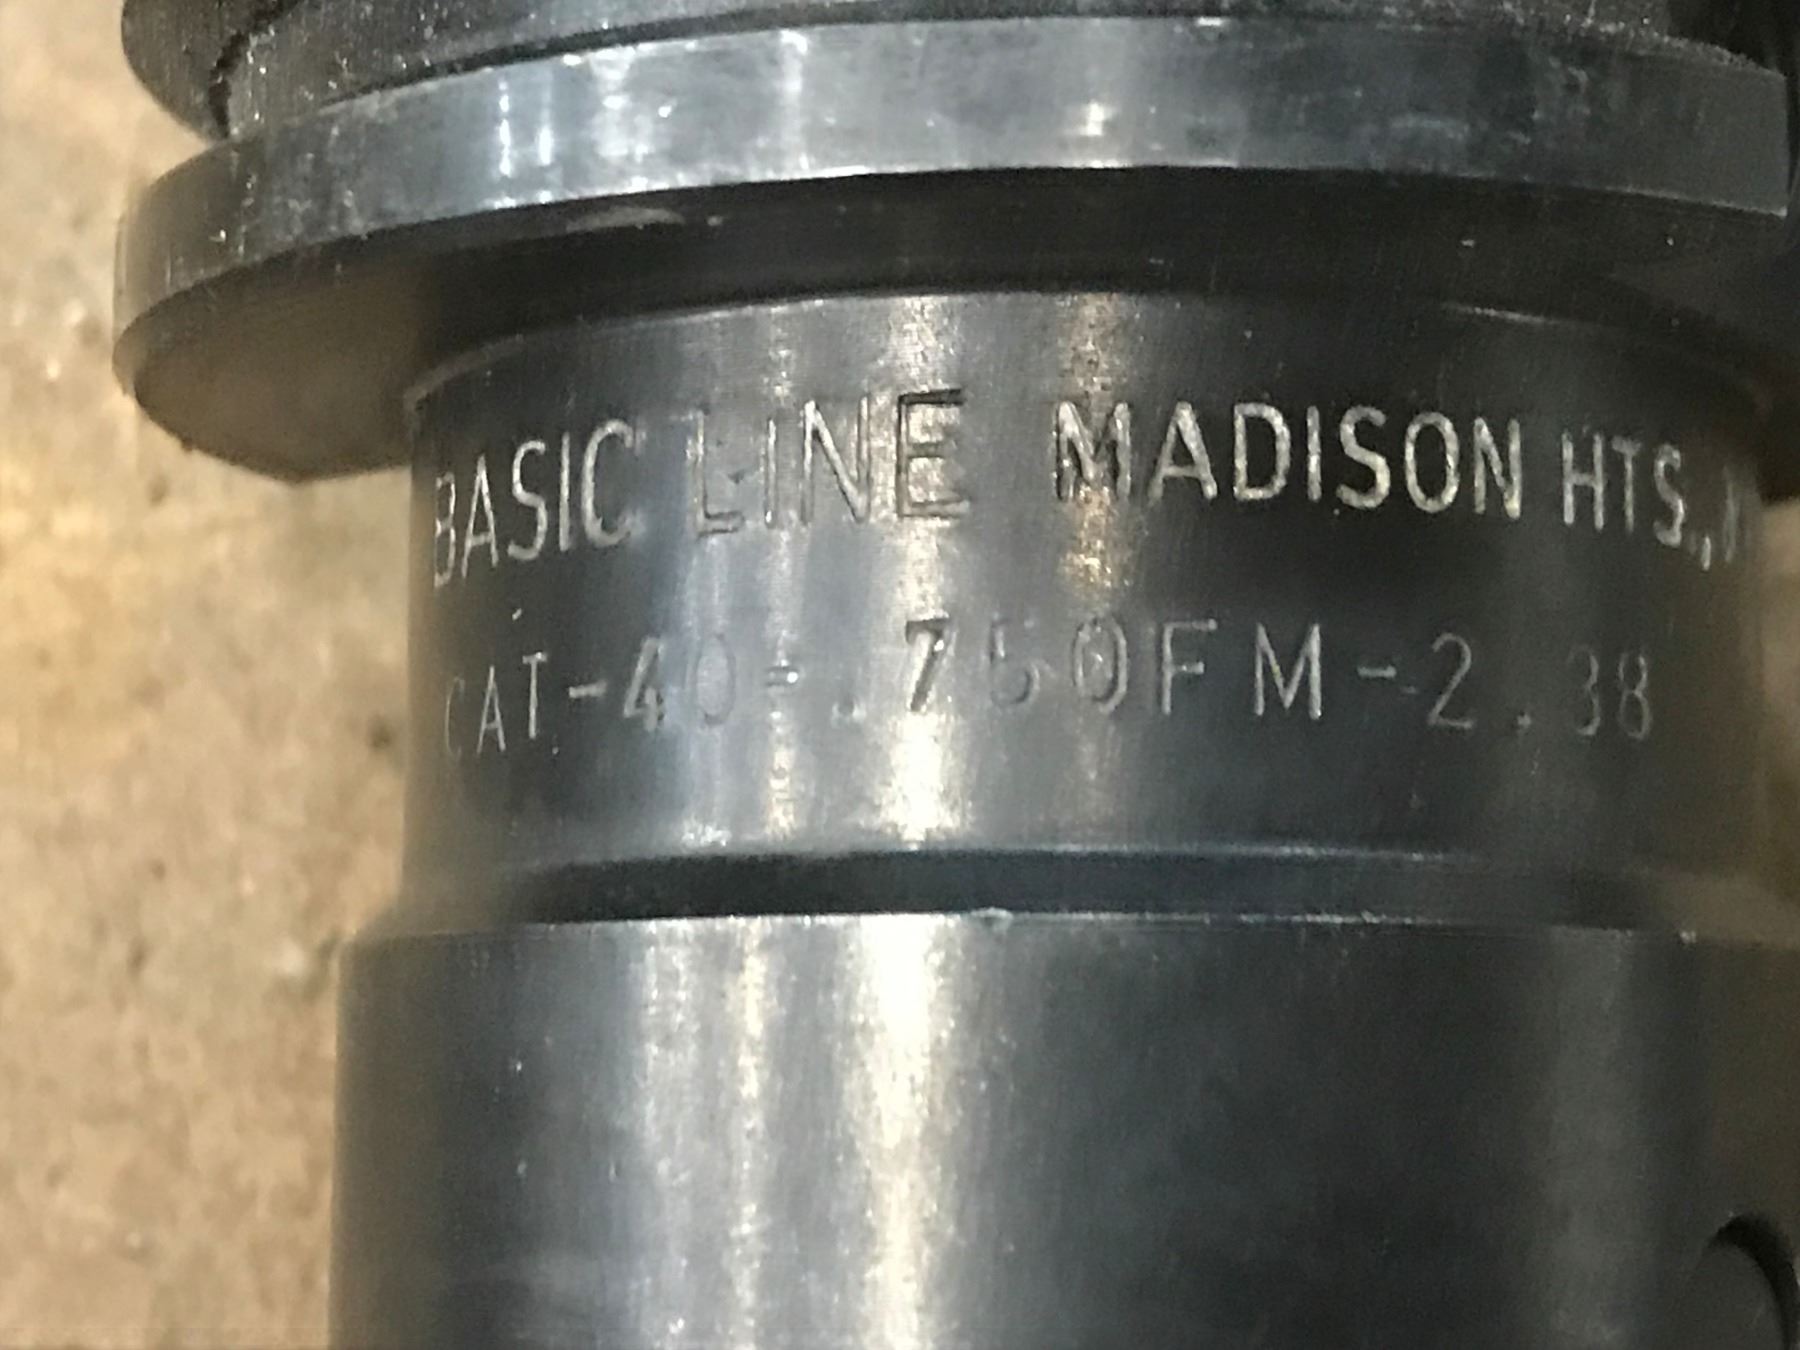 BASIC LINE MADISON HTS.,
CAT-40-.750FM-2.38